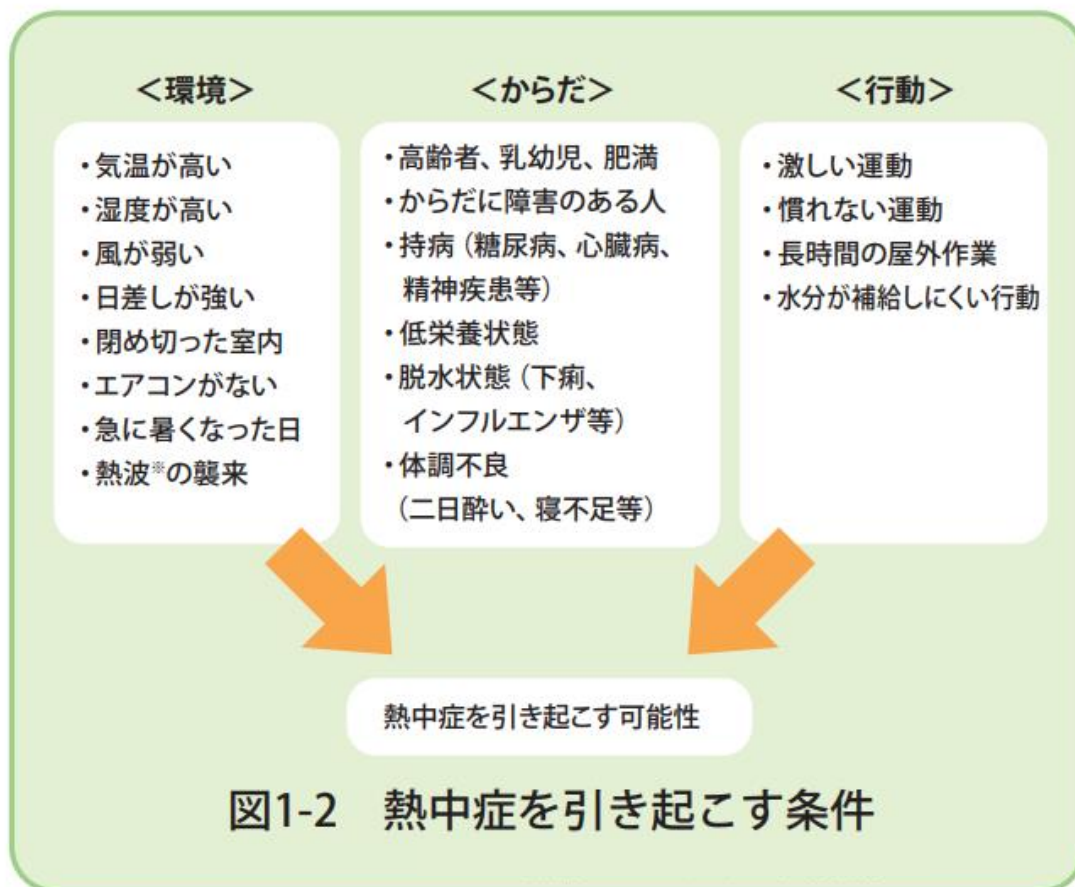 ＜環境＞
・気温が高い
・湿度が高い
・風が弱い
・日差しが強い
・閉め切った室内
・エアコンがない
・急に暑くなった日
・熱波※の襲来
＜からだ＞
・高齢者、乳幼児、肥満
・からだに障害のある人
・持病（糖尿病、心臓病、
精神疾患等）
・低栄養状態
・脱水状態（下痢、
インフルエンザ等）
・体調不良
（二日酔い、寝不足等）
＜行動＞
・激しい運動
・慣れない運動
・長時間の屋外作業
・水分が補給しにくい行動
熱中症を引き起こす可能性
図1-2　熱中症を引き起こす条件